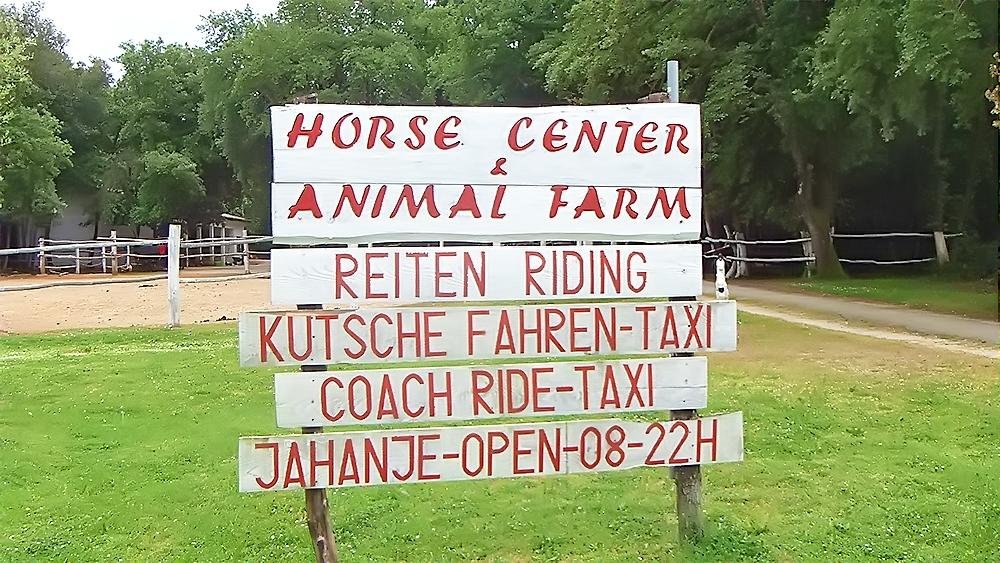 HORSE CENTER
&
ANIMAL FARM
REITEN RIDING
KUTSCHE FAHREN-TAXI
COACH RIDE-TAXI
JAHANJE-OPEN-08-22H